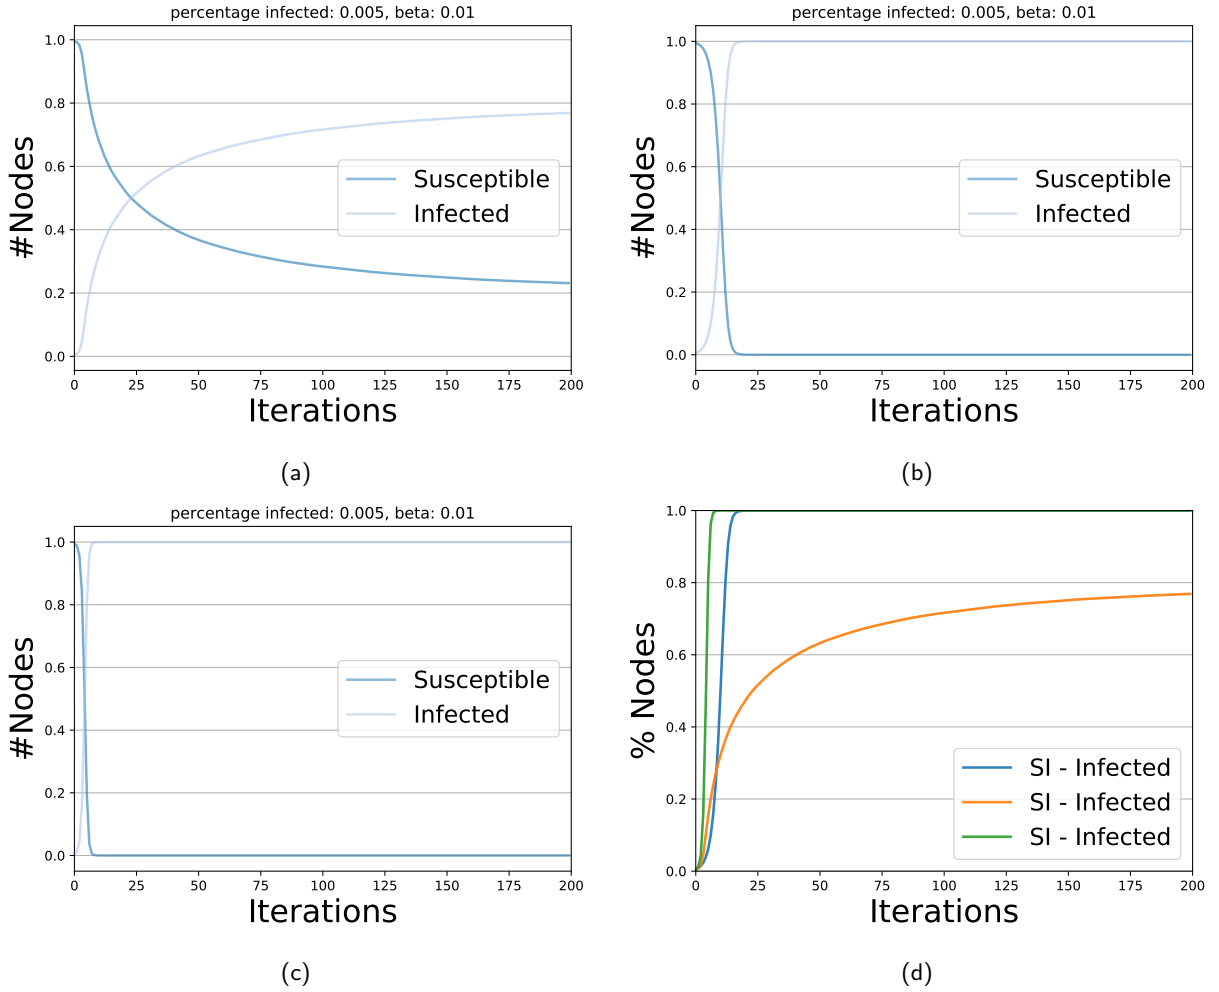 percentage infected: 0.005, beta: 0.01
#Nodes
1.0
0.8
0.6
0.4
0.2
0.0
Susceptible
Infected
0 25 50 75 100 125 150 175 200
Iterations
(a)
percentage infected: 0.005, beta: 0.01
#Nodes
1.0
0.8
0.6
0.4
0.2
0.0
Susceptible
Infected
0 25 50 75 100 125 150 175 200
Iterations
(b)
percentage infected: 0.005, beta: 0.01
#Nodes
1.0
0.8
0.6
0.4
0.2
0.0
Susceptible
Infected
0 25 50 75 100 125 150 175 200
Iterations
(c)
% Nodes
1.0
0.8
0.6
0.4
0.2
0.0
SI - Infected
SI - Infected
SI - Infected
0 25 50 75 100 125 150 175 200
Iterations
(d)